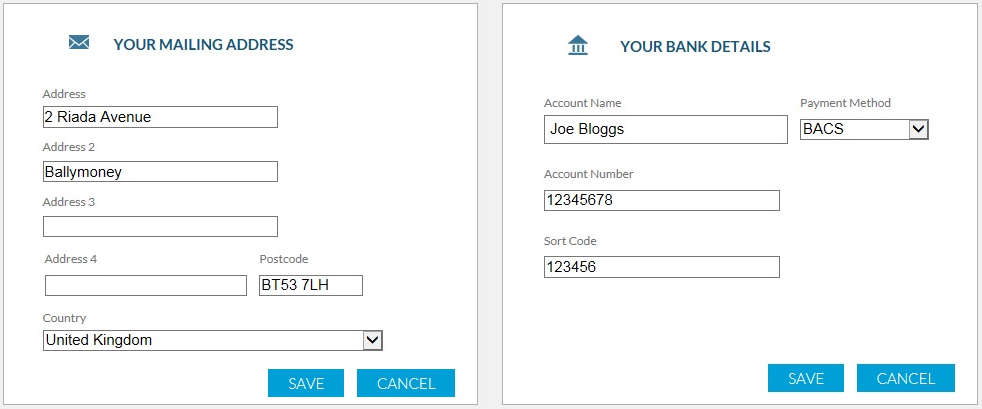 YOUR MAILING ADDRESS
Address
2 Riada Avenue
Address 2
Ballymoney
Address 3
Address 4 Postcode
BT53 7LH
Country
United Kingdom
SAVE CANCEL
YOUR BANK DETAILS
Account Name Payment Method
Joe Bloggs BACS
Account Number
12345678
Sort Code
123456
SAVE CANCEL